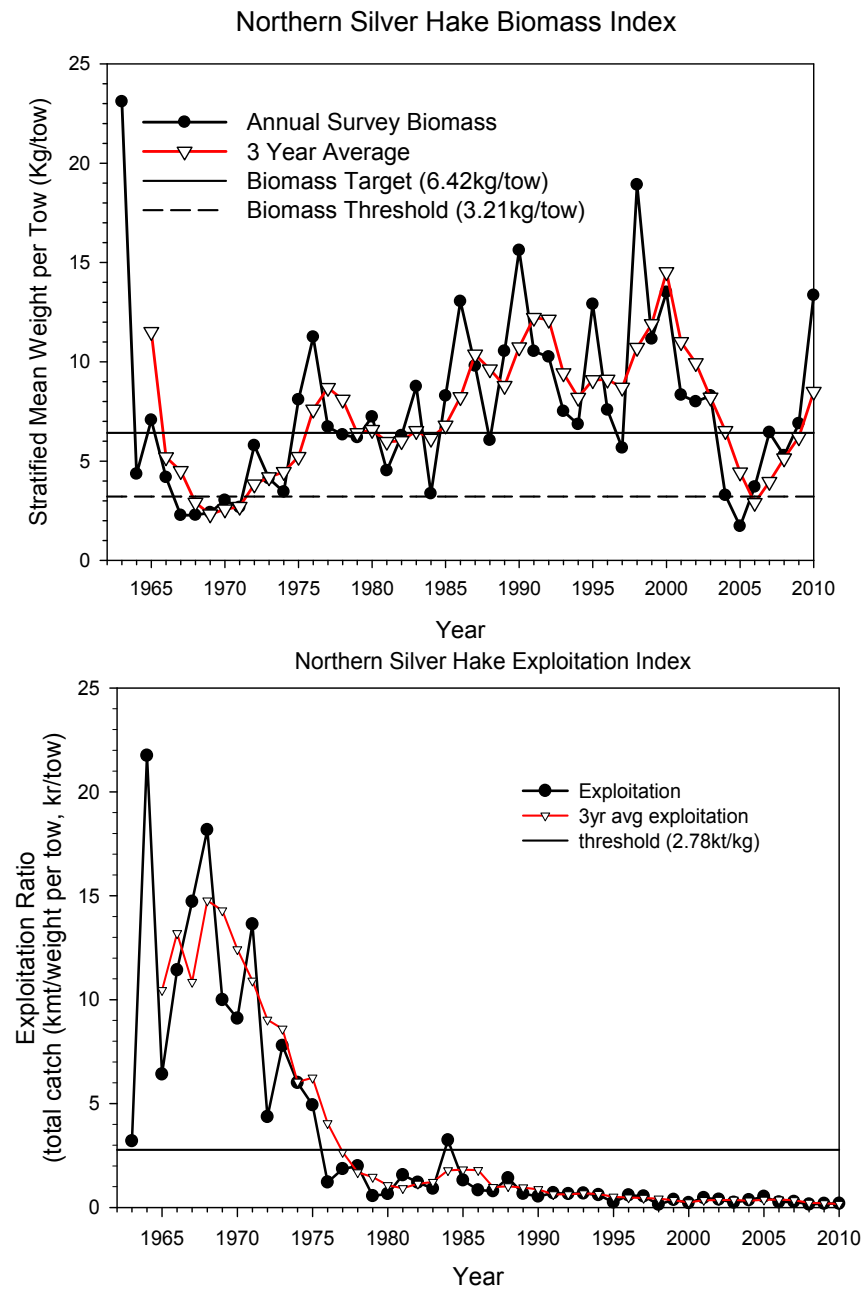 Northern Silver Hake Biomass Index
25
20
15
10
5
0
Stratified Mean Weight per Tow (Kg/tow)
Annual Survey Biomass
3 Year Average
Biomass Target (6.42kg/tow)
Biomass Threshold (3.21kg/tow)
1965 1970 1975 1980 1985 1990 1995 2000 2005 2010
Year
Northern Silver Hake Exploitation Index
25
20
15
10
5
0
Exploitation Ratio
(total catch (kmt/weight per tow, kr/tow)
Exploitation
3yr avg exploitation
threshold (2.78kt/kg)
1965 1970 1975 1980 1985 1990 1995 2000 2005 2010
Year